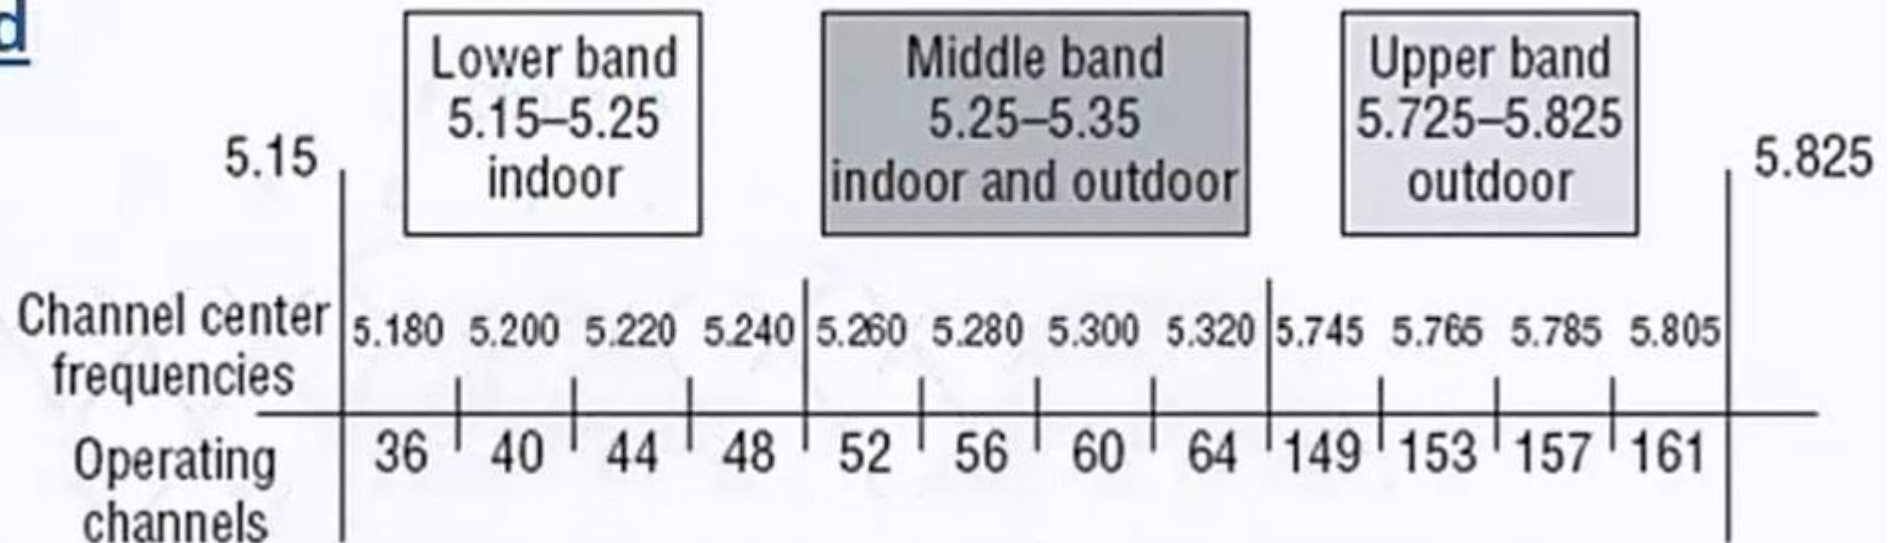 d
Lower band
5.15–5.25
indoor
Middle band
5.25–5.35
indoor and outdoor
Upper band
5.725–5.825
outdoor
5.15
5.825
Channel center
frequencies
5.180 5.200 5.220 5.240 5.260 5.280 5.300 5.320 5.745 5.765 5.785 5.805
Operating
channels
36 40 44 48 52 56 60 64 149 153 157 161